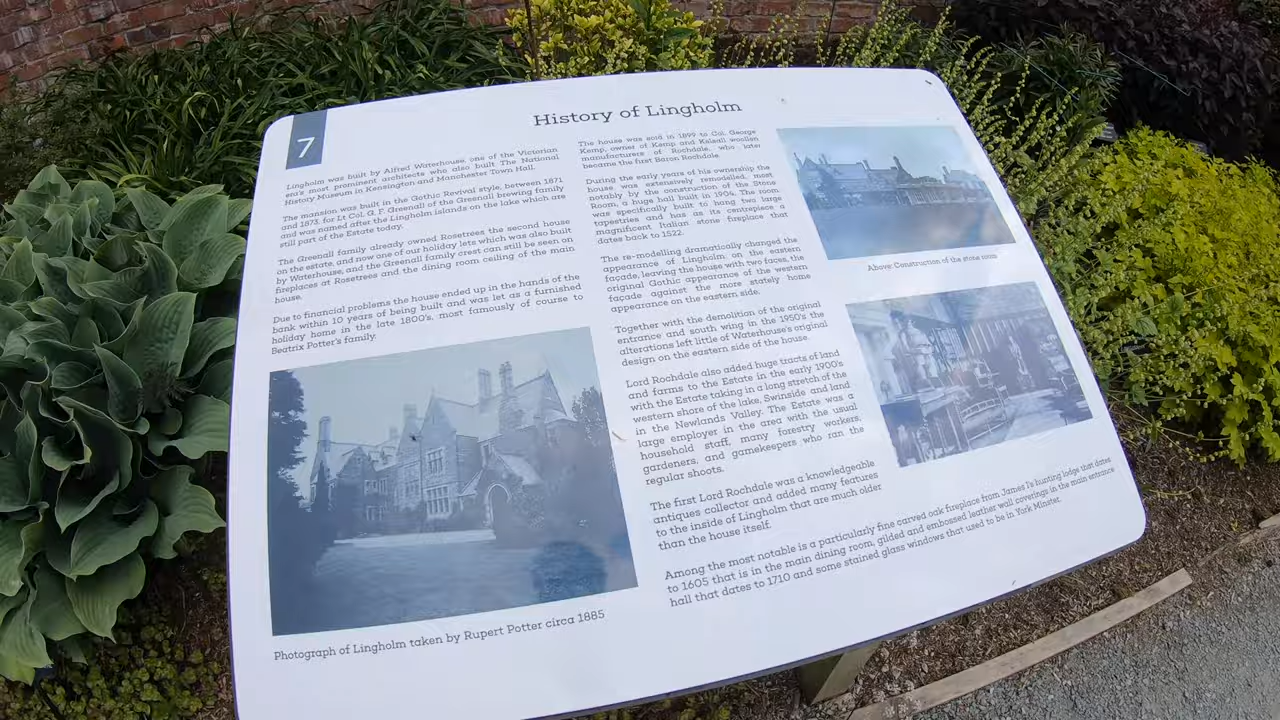 7
History of Lingholm
Lingholm was built by Alfred Waterhouse, one of the Victorian
era's most prominent architects who also built The National
History Museum in Kensington and Manchester Town Hall.
The mansion was built in the Gothic Revival style, between 1871
and 1873, for Lt Col. G. F. Greenall of the Greenall brewing family
and was named after the Lingholm islands on the lake which are
still part of the Estate today.
The Greenall family already owned Rosetrees the second house
on the estate, and now one of our holiday lets which was also built
by Waterhouse, and the Greenall family crest can still be seen on
fireplaces at Rosetrees and the dining room ceiling of the main
house.
Due to financial problems the house ended up in the hands of the
bank within 10 years of being built and was let as a furnished
holiday home in the late 1800's, most famously of course to
Beatrix Potter's family.
Photograph of Lingholm taken by Rupert Potter circa 1885
The house was sold in 1899 to Col. George
Kemp, owner of Kemp and Kelsall woollen
manufacturers of Rochdale, who later
became the first Baron Rochdale.
During the early years of his ownership the
house was extensively remodelled, most
notably by the construction of the Stone
Room, a huge hall built in 1904. The room
was specifically built to hang two large
tapestries and has as its centrepiece a
magnificent Italian stone fireplace that
dates back to 1522.
The re-modelling dramatically changed the
appearance of Lingholm, on the eastern
façade, leaving the house with two faces, the
original Gothic appearance of the western
façade against the more stately home
appearance on the eastern side.
Together with the demolition of the original
entrance and south wing in the 1950's the
alterations left little of Waterhouse's original
design on the eastern side of the house.
Lord Rochdale also added huge tracts of land
and farms to the Estate in the early 1900's
with the Estate taking in a long stretch of the
western shore of the lake, Swinside and land
in the Newlands Valley. The Estate was a
large employer in the area with the usual
household staff, many forestry workers,
gardeners, and gamekeepers who ran the
regular shoots.
The first Lord Rochdale was a knowledgeable
antiques collector and added many features
to the inside of Lingholm that are much older
than the house itself.
Among the most notable is a particularly fine carved oak fireplace from James I's hunting lodge that dates
to 1605 that is in the main dining room, gilded and embossed leather wall coverings in the main entrance
hall that dates to 1710 and some stained glass windows that used to be in York Minster.
Above: Construction of the stone room